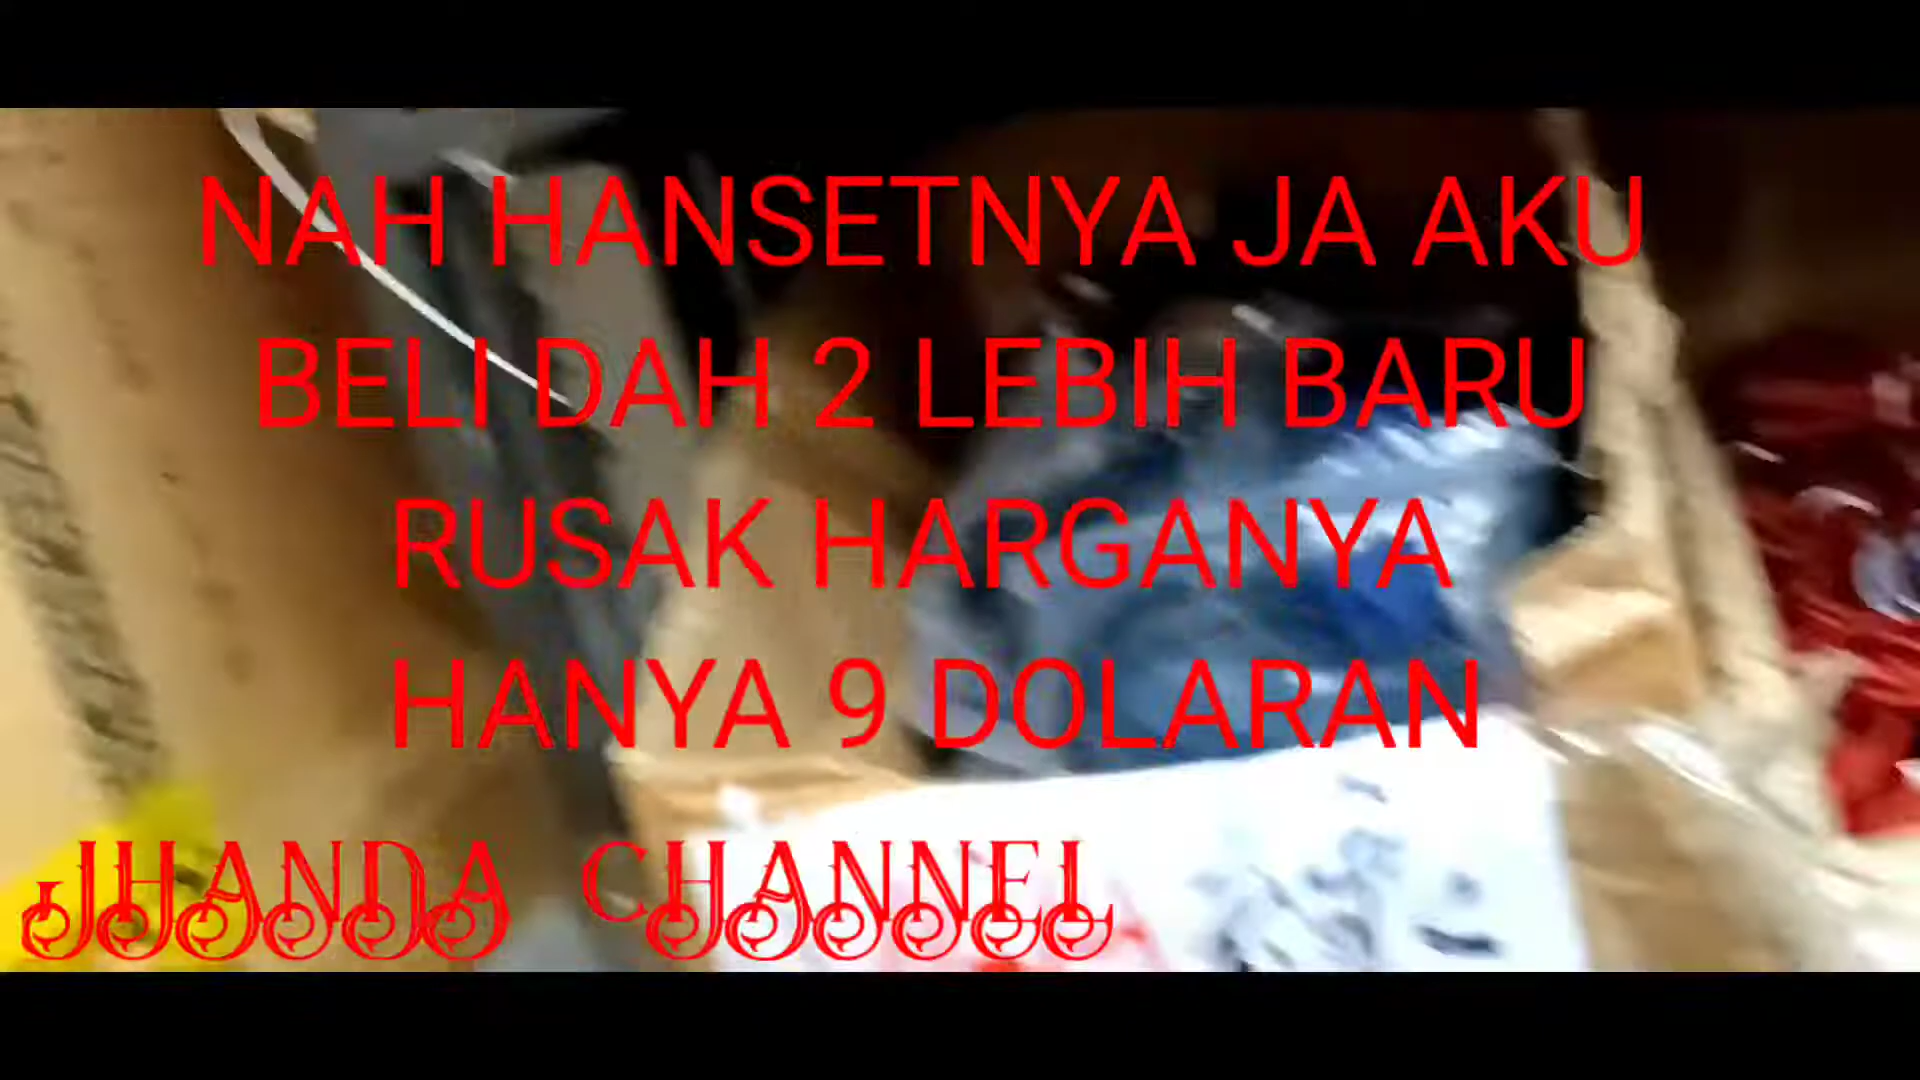 NAH HANSETNYA JA AKU
BELI DAH 2 LEBIH BARU
RUSAK HARGANYA
HANYA 9 DOLARAN
JHANDA CHANNEL